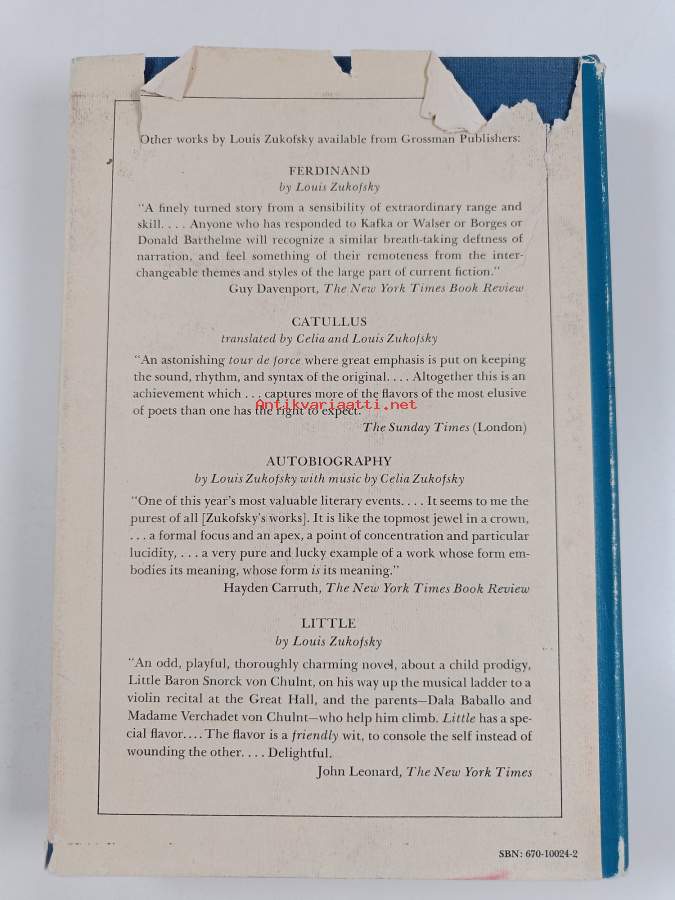 Other works by Louis Zukofsky available from Grossman Publishers:
FERDINAND
by Louis Zukofsky
"A finely turned story from a sensibility of extraordinary range and
skill. . . . Anyone who has responded to Kafka or Walser or Borges or
Donald Barthelme will recognize a similar breath-taking deftness of
narration, and feel something of their remoteness from the inter-
changeable themes and styles of the large part of current fiction."
Guy Davenport, The New York Times Book Review
CATULLUS
translated by Celia and Louis Zukofsky
"An astonishing tour de force where great emphasis is put on keeping
the sound, rhythm, and syntax of the original. . . . Altogether this is an
achievement which . . . captures more of the flavors of the most elusive
Antikvariaatti.net
of poets than one has the right to expect."
The Sunday Times (London)
AUTOBIOGRAPHY
by Louis Zukofsky with music by Celia Zukofsky
"One of this year's most valuable literary events. . . . It seems to me the
purest of all [Zukofsky's works]. It is like the topmost jewel in a crown,
. . . a formal focus and an apex, a point of concentration and particular
lucidity, . . . a very pure and lucky example of a work whose form em-
bodies its meaning, whose form is its meaning."
Hayden Carruth, The New York Times Book Review
LITTLE
by Louis Zukofsky
"An odd, playful, thoroughly charming novel, about a child prodigy,
Little Baron Snorck von Chulnt, on his way up the musical ladder to a
violin recital at the Great Hall, and the parents—Dala Baballo and
Madame Verchadet von Chulnt—who help him climb. Little has a spe-
cial flavor. . . . The flavor is a friendly wit, to console the self instead of
wounding the other. . . . Delightful.
John Leonard, The New York Times
SBN: 670-10024-2